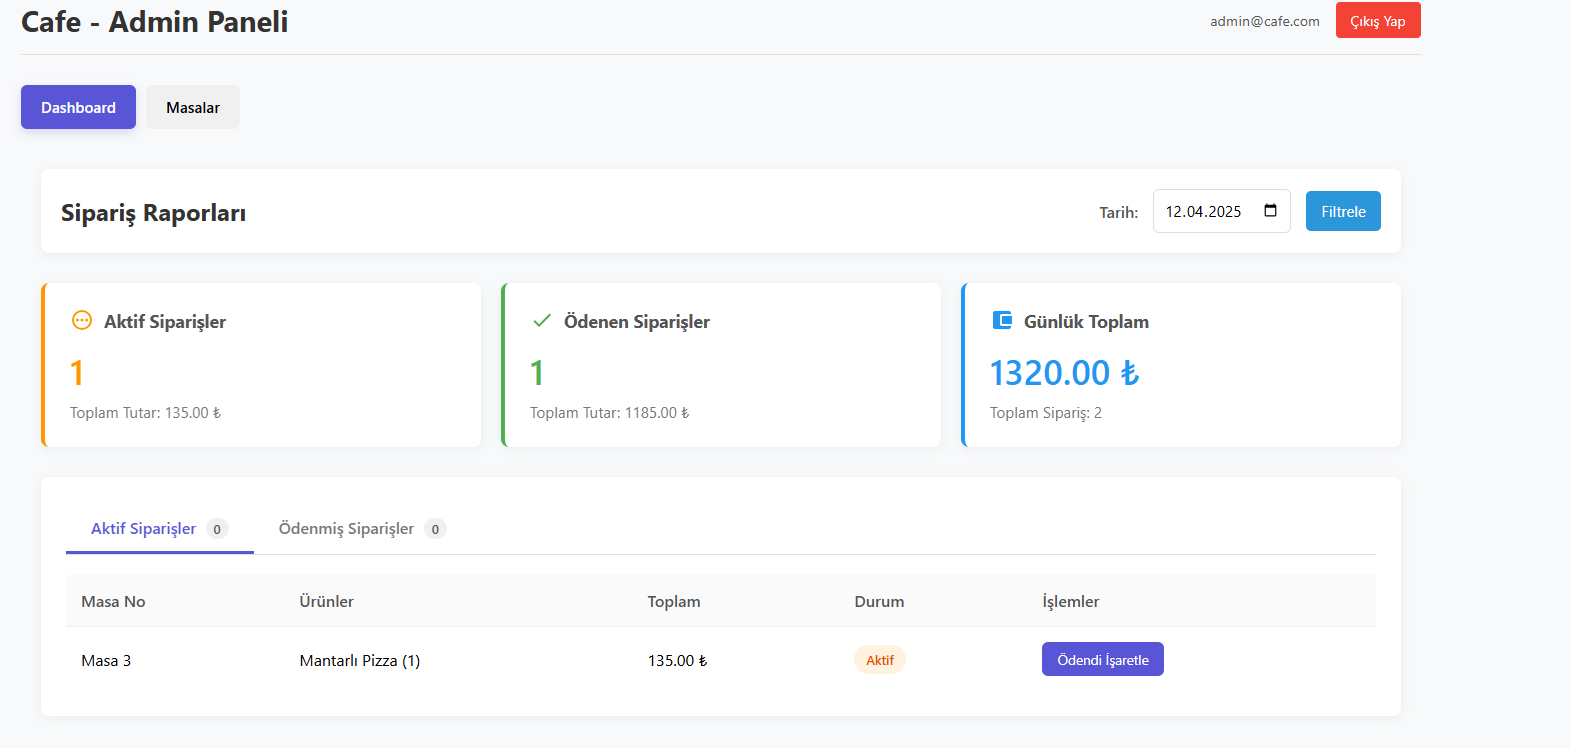 Cafe - Admin Paneli
admin@cafe.com
Çıkış Yap
Dashboard
Masalar
Sipariş Raporları
Tarih:
12.04.2025
Filtrele
Aktif Siparişler
1
Toplam Tutar: 135.00 ₺
Ödenen Siparişler
1
Toplam Tutar: 1185.00 ₺
Günlük Toplam
1320.00 ₺
Toplam Sipariş: 2
Aktif Siparişler 0
Ödenmiş Siparişler 0
Masa No Ürünler Toplam Durum İşlemler
Masa 3 Mantarlı Pizza (1) 135.00 ₺ Aktif Ödendi İşaretle